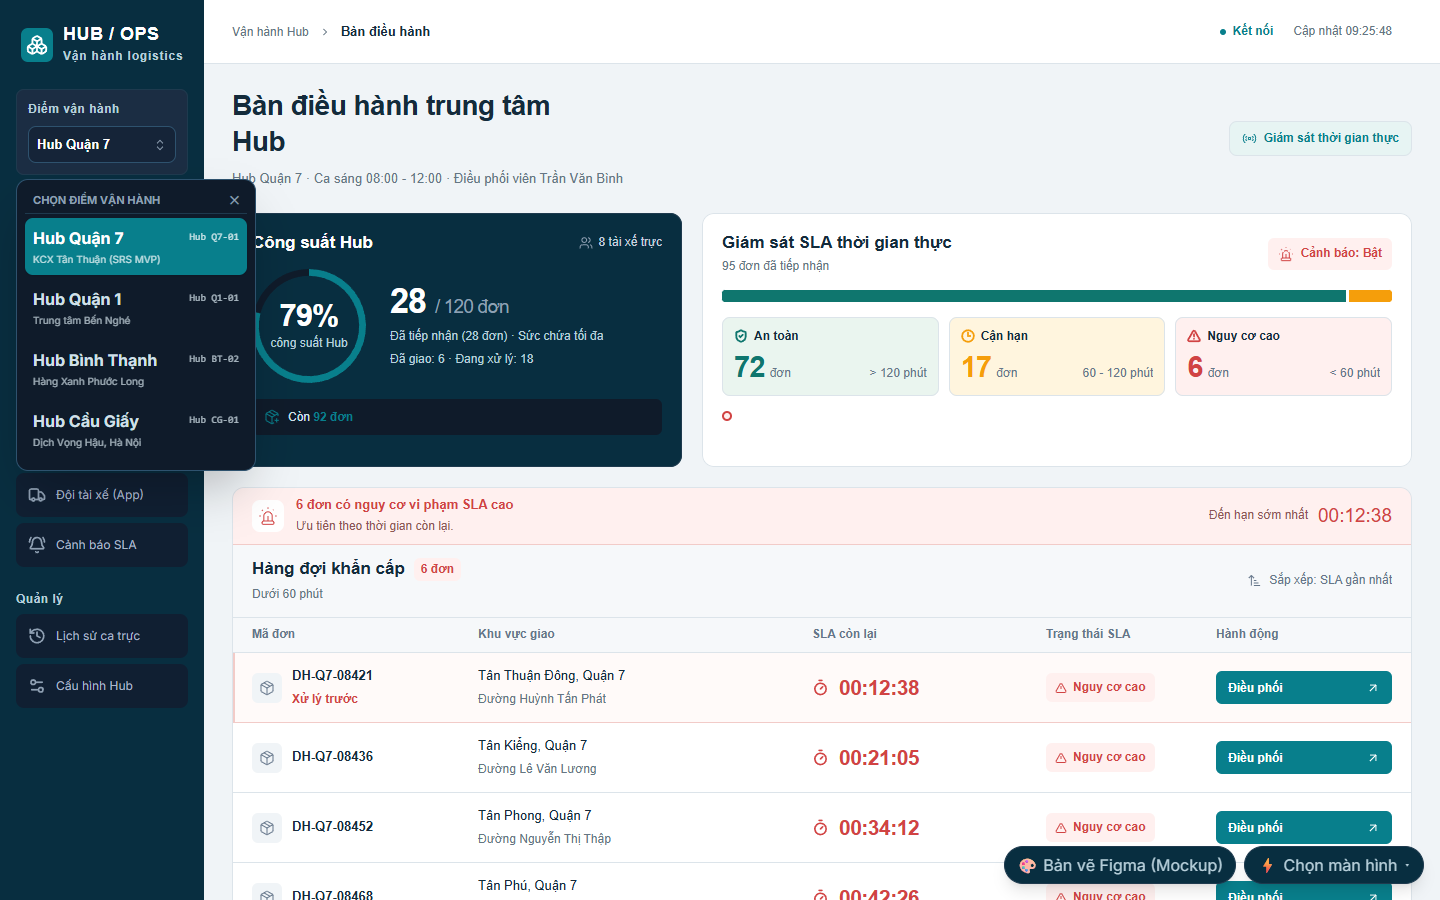 HUB / OPS
Vận hành logistics
Điểm vận hành
Hub Quận 7
CHỌN ĐIỂM VẬN HÀNH
Hub Quận 7
Hub Q7-01
KCX Tân Thuận (SRS MVP)
Hub Quận 1
Hub Q1-01
Trung tâm Bến Nghé
Hub Bình Thạnh
Hub BT-02
Hàng Xanh Phước Long
Hub Cầu Giấy
Hub CG-01
Dịch Vọng Hậu, Hà Nội
Đội tài xế (App)
Cảnh báo SLA
Quản lý
Lịch sử ca trực
Cấu hình Hub
Vận hành Hub
Bàn điều hành
Kết nối
Cập nhật 09:25:48
Bàn điều hành trung tâm
Hub
Hub Quận 7 · Ca sáng 08:00 - 12:00 · Điều phối viên Trần Văn Bình
Giám sát thời gian thực
Công suất Hub
8 tài xế trực
79%
công suất Hub
28 / 120 đơn
Đã tiếp nhận (28 đơn) · Sức chứa tối đa
Đã giao: 6 · Đang xử lý: 18
Còn 92 đơn
Giám sát SLA thời gian thực
95 đơn đã tiếp nhận
Cảnh báo: Bật
An toàn
72 đơn
> 120 phút
Cận hạn
17 đơn
60 - 120 phút
Nguy cơ cao
6 đơn
< 60 phút
6 đơn có nguy cơ vi phạm SLA cao
Ưu tiên theo thời gian còn lại.
Đến hạn sớm nhất 00:12:38
Hàng đợi khẩn cấp
6 đơn
Dưới 60 phút
Sắp xếp: SLA gần nhất
Mã đơn
Khu vực giao
SLA còn lại
Trạng thái SLA
Hành động
DH-Q7-08421
Xử lý trước
Tân Thuận Đông, Quận 7
Đường Huỳnh Tấn Phát
00:12:38
Nguy cơ cao
Điều phối
DH-Q7-08436
Tân Kiểng, Quận 7
Đường Lê Văn Lương
00:21:05
Nguy cơ cao
Điều phối
DH-Q7-08452
Tân Phong, Quận 7
Đường Nguyễn Thị Thập
00:34:12
Nguy cơ cao
Điều phối
DH-Q7-08468
Tân Phú, Quận 7
00:42:26
Nguy cơ cao
Điều phối
Bản vẽ Figma (Mockup)
Chọn màn hình